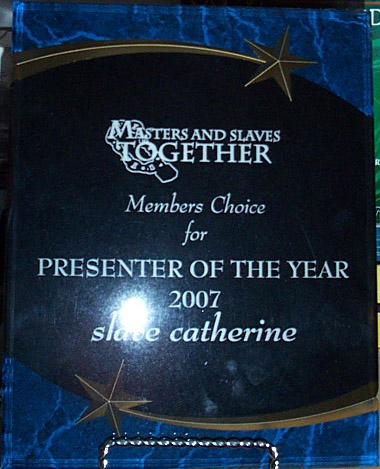 MASTERS AND SLAVES
TOGETHER
Members Choice
for
PRESENTER OF THE YEAR
2007
slave catherine
D